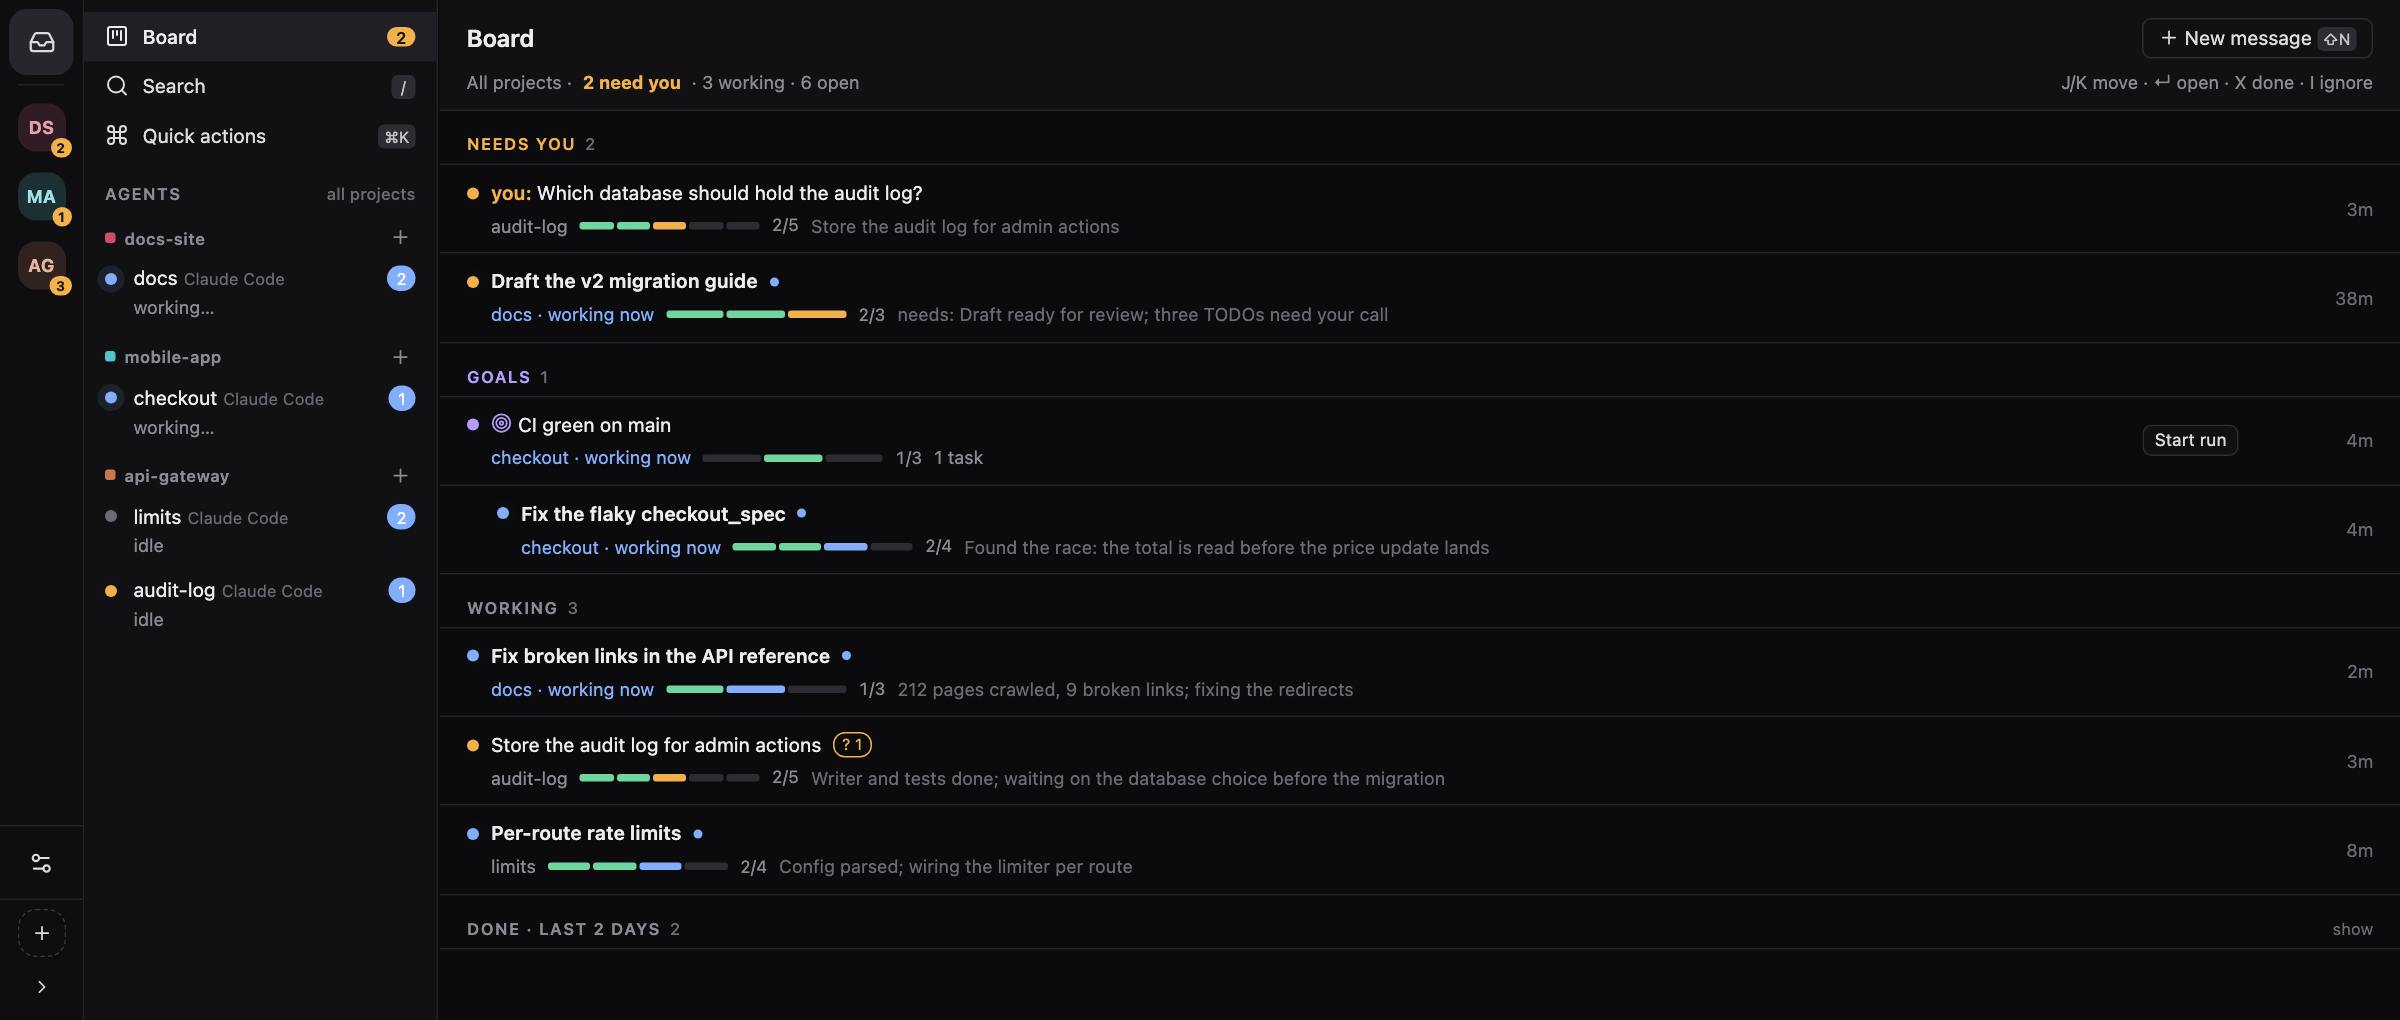 Board 2
Search /
Quick actions ⌘K
DS 2
MA 1
AG 3
AGENTS all projects
docs-site +
docs Claude Code 2
working...
mobile-app +
checkout Claude Code 1
working...
api-gateway +
limits Claude Code 2
idle
audit-log Claude Code 1
idle
Board
+ New message ⇧N
All projects · 2 need you · 3 working · 6 open
J/K move · ↵ open · X done · I ignore
NEEDS YOU 2
you: Which database should hold the audit log?
audit-log 2/5 Store the audit log for admin actions
3m
Draft the v2 migration guide
docs · working now 2/3 needs: Draft ready for review; three TODOs need your call
38m
GOALS 1
CI green on main
checkout · working now 1/3 1 task
Start run 4m
Fix the flaky checkout_spec
checkout · working now 2/4 Found the race: the total is read before the price update lands
4m
WORKING 3
Fix broken links in the API reference
docs · working now 1/3 212 pages crawled, 9 broken links; fixing the redirects
2m
Store the audit log for admin actions ? 1
audit-log 2/5 Writer and tests done; waiting on the database choice before the migration
3m
Per-route rate limits
limits 2/4 Config parsed; wiring the limiter per route
8m
DONE · LAST 2 DAYS 2 show